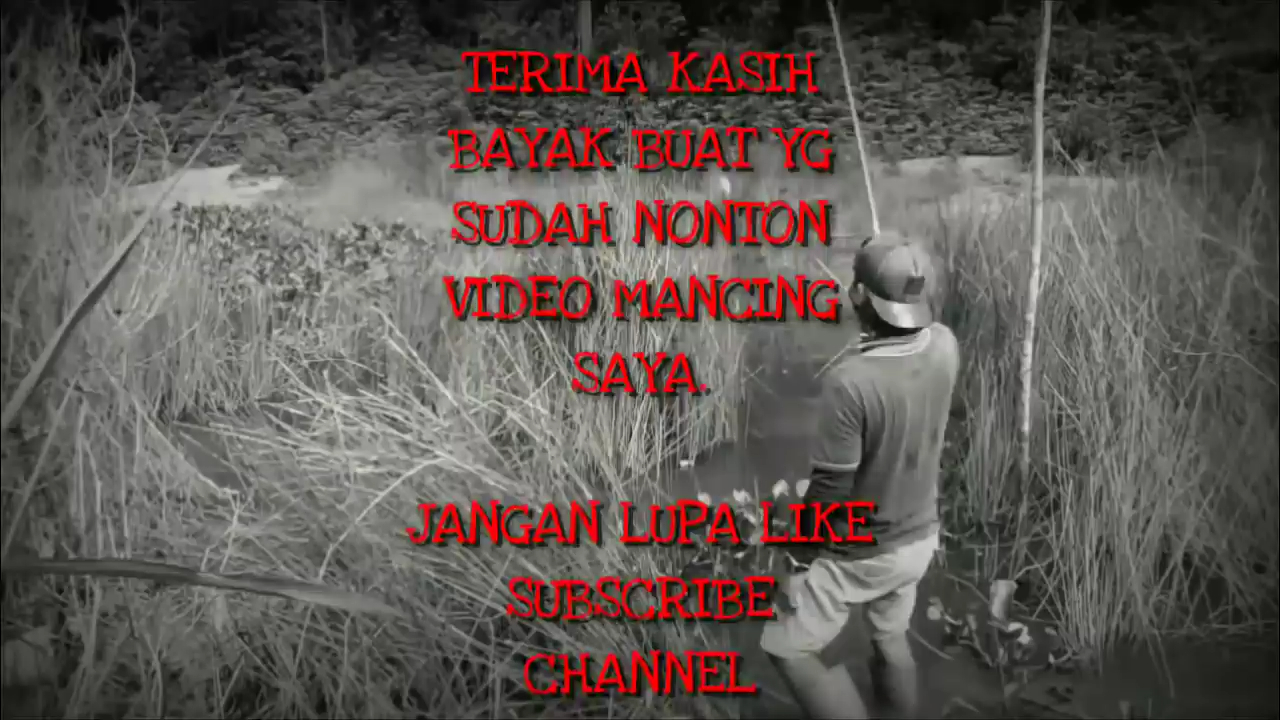 TERIMA KASIH
BAYAK BUAT YG
SUDAH NONTON
VIDEO MANCING
SAYA.
JANGAN LUPA LIKE
SUBSCRIBE
CHANNEL